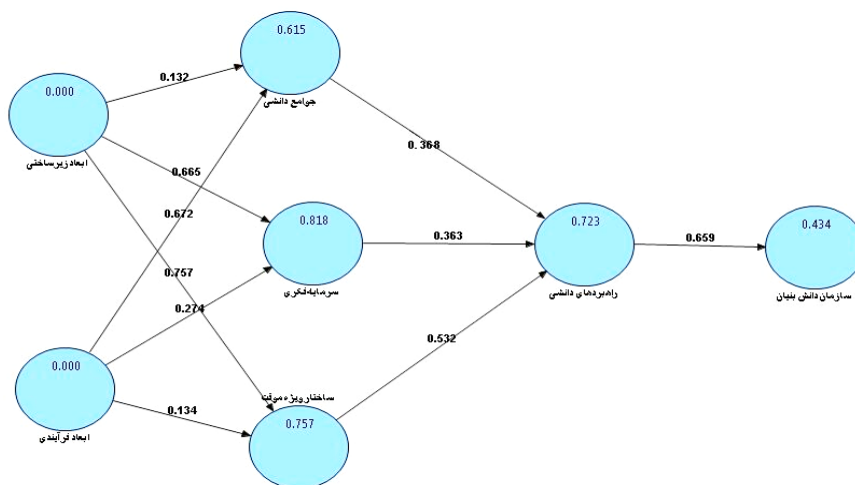 0.615
جوامع دانشی
0.000
ابعاد زیرساختی
0.132
0.665
0.672
0.757
0.368
0.818
سرمایه فکری
0.363
0.723
راهبردهای دانشی
0.659
0.434
سازمان دانش بنیان
0.274
0.532
0.000
ابعاد فرآیندی
0.134
ساختار ویژه موقت
0.757